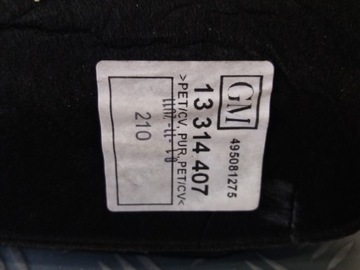 GM
495081275
13 314 407
>PET/CV, PUR, PET/CV<
210